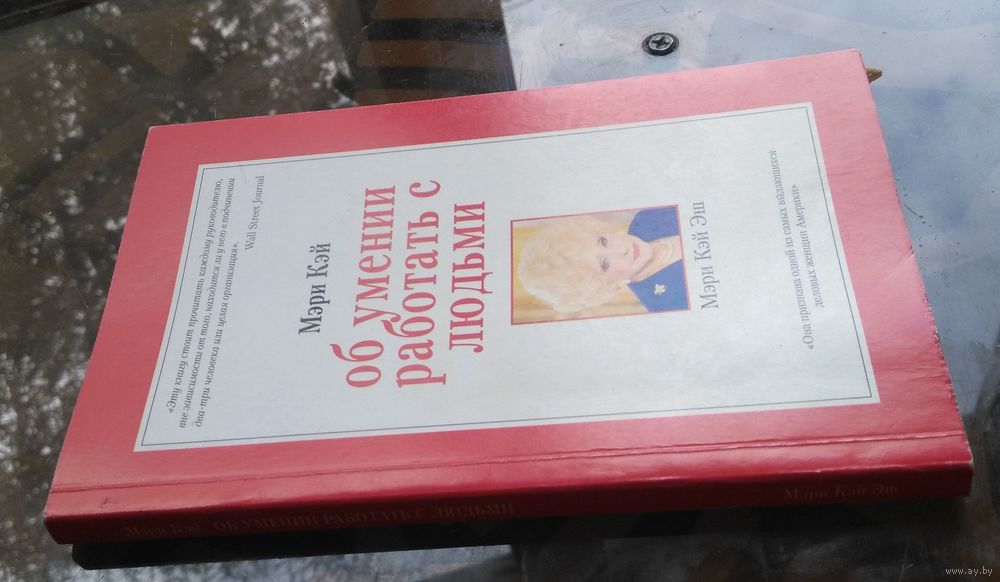 «Эту книгу стоит прочитать каждому руководителю,
вне зависимости от того, находится ли у него в подчинении
два-три человека или целая организация».
Wall Street Journal
Мэри Кэй
об умении
работать с
людьми
Мэри Кэй Эш
«Она признана одной из самых выдающихся
деловых женщин Америки»
Мэри Кэй ОБ УМЕНИИ РАБОТАТЬ С ЛЮДЬМИ Мэри Кэй Эш
www.ay.by